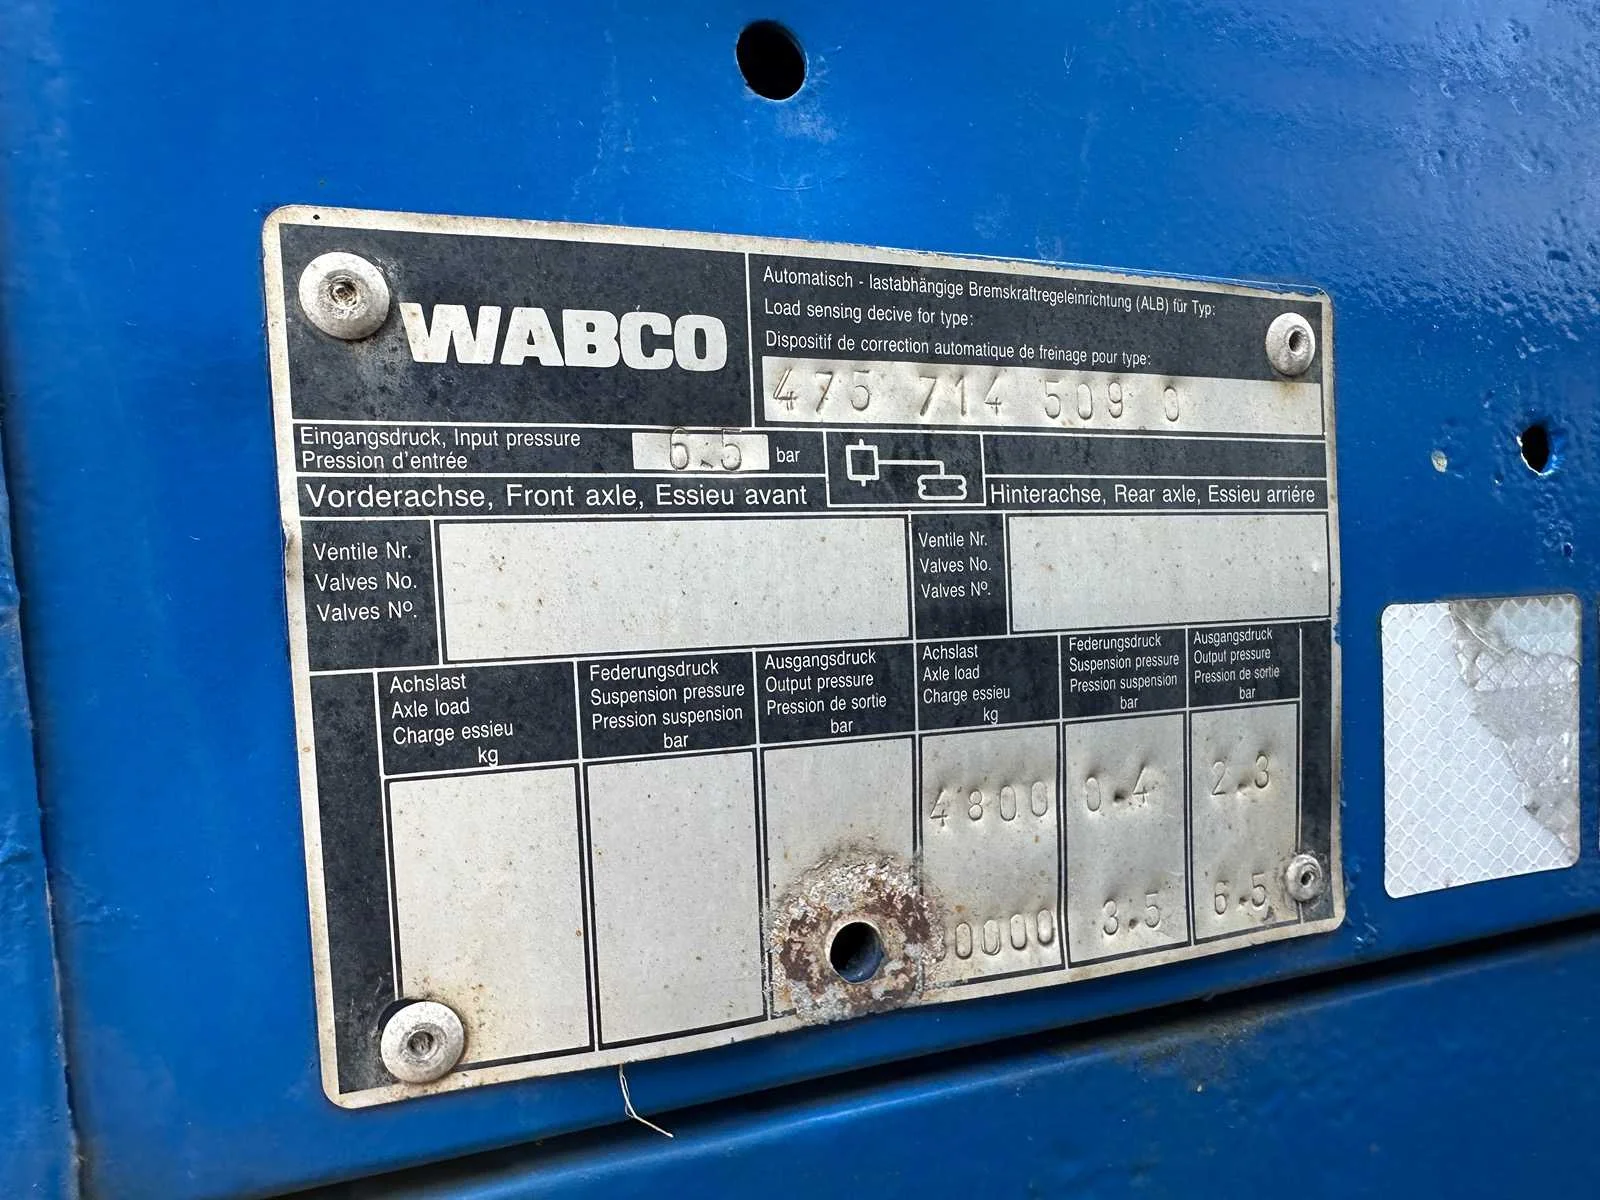 WABCO
Automatisch - lastabhängige Bremskraftregeleinrichtung (ALB) für Typ:
Load sensing decive for type:
Dispositif de correction automatique de freinage pour type:
475 714 509 0
Eingangsdruck, Input pressure
Pression d'entrée
6.5 bar
Vorderachse, Front axle, Essieu avant
Hinterachse, Rear axle, Essieu arriére
Ventile Nr.
Valves No.
Valves Nº.
Ventile Nr.
Valves No.
Valves Nº.
Achslast
Axle load
Charge essieu
kg
Federungsdruck
Suspension pressure
Pression suspension
bar
Ausgangsdruck
Output pressure
Pression de sortie
bar
Achslast
Axle load
Charge essieu
kg
Federungsdruck
Suspension pressure
Pression suspension
bar
Ausgangsdruck
Output pressure
Pression de sortie
bar
4800 0.4 2.3
3.5 6.5